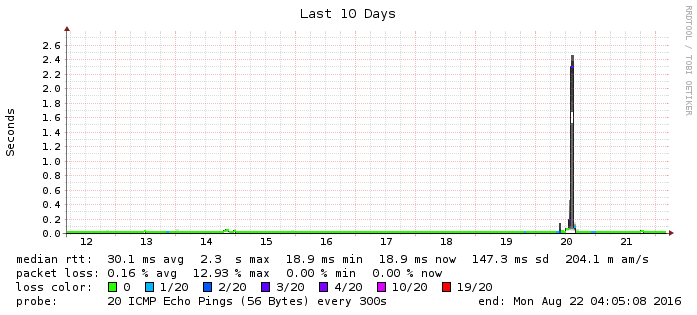 Last 10 Days
RRDTOOL / TOBI OETIKER
Seconds
2.6
2.4
2.2
2.0
1.8
1.6
1.4
1.2
1.0
0.8
0.6
0.4
0.2
0.0
12 13 14 15 16 17 18 19 20 21
median rtt: 30.1 ms avg 2.3 s max 18.9 ms min 18.9 ms now 147.3 ms sd 204.1 m am/s
packet loss: 0.16 % avg 12.93 % max 0.00 % min 0.00 % now
loss color: 0 1/20 2/20 3/20 4/20 10/20 19/20
probe: 20 ICMP Echo Pings (56 Bytes) every 300s end: Mon Aug 22 04:05:08 2016